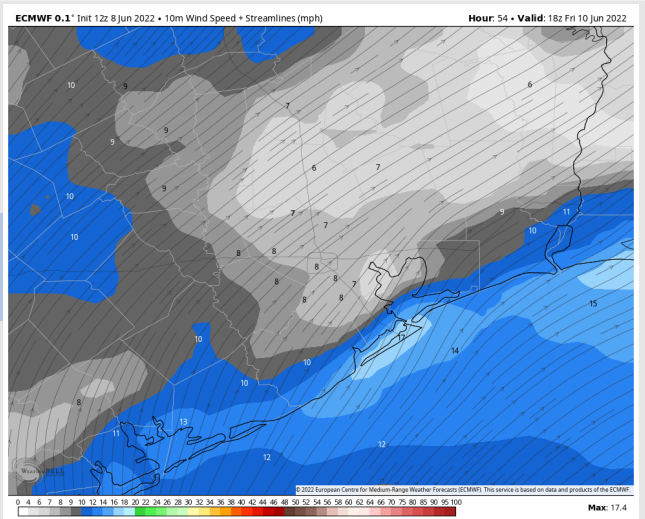 ECMWF 0.1° Init 12z 8 Jun 2022 • 10m Wind Speed + Streamlines (mph) Hour: 54 • Valid: 18z Fri 10 Jun 2022
10 9 7 6
9 9
9 6 7
10 7 9 11
7 10
10 8 8
8 8 7
8 8 8 15
10 17 14
10
10
8
13
11 12
12
© 2022 European Centre for Medium-Range Weather Forecasts (ECMWF). This service is based on data and products of the ECMWF.
0 4 6 7 8 9 10 12 14 16 18 20 22 24 26 28 30 32 34 36 38 40 42 44 46 48 50 52 54 56 58 60 62 64 66 70 75 80 85 90 95 100 Max: 17.4